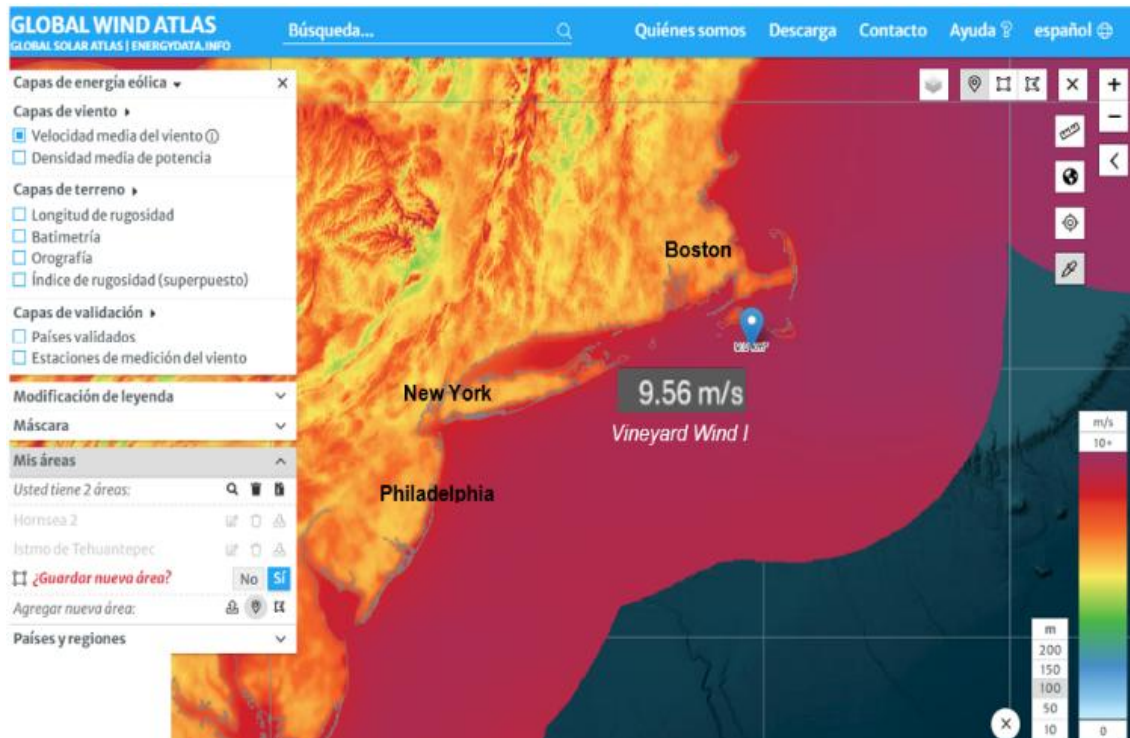 GLOBAL WIND ATLAS
GLOBAL SOLAR ATLAS | ENERGYDATA.INFO
Búsqueda...
Quiénes somos
Descarga
Contacto
Ayuda
español
Capas de energía eólica
Capas de viento
Velocidad media del viento
Densidad media de potencia
Capas de terreno
Longitud de rugosidad
Batimetría
Orografía
Índice de rugosidad (superpuesto)
Capas de validación
Países validados
Estaciones de medición del viento
Modificación de leyenda
Máscara
Mis áreas
Usted tiene 2 áreas:
Hornsea 2
Istmo de Tehuantepec
¿Guardar nueva área? No Sí
Agregar nueva área:
Países y regiones
Boston
New York
9.56 m/s
Vineyard Wind I
Philadelphia
m/s
10+
0
m
200
150
100
50
10